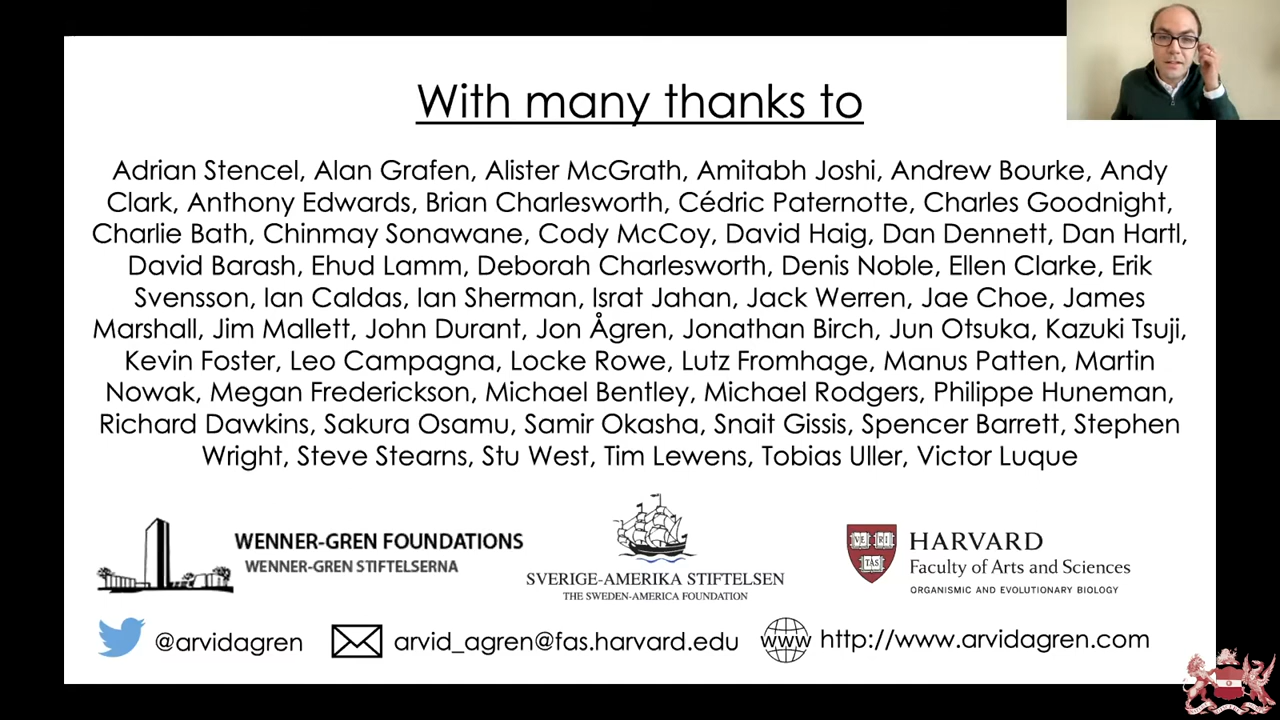 With many thanks to
Adrian Stencel, Alan Grafen, Alister McGrath, Amitabh Joshi, Andrew Bourke, Andy
Clark, Anthony Edwards, Brian Charlesworth, Cédric Paternotte, Charles Goodnight,
Charlie Bath, Chinmay Sonawane, Cody McCoy, David Haig, Dan Dennett, Dan Hartl,
David Barash, Ehud Lamm, Deborah Charlesworth, Denis Noble, Ellen Clarke, Erik
Svensson, Ian Caldas, Ian Sherman, Israt Jahan, Jack Werren, Jae Choe, James
Marshall, Jim Mallett, John Durant, Jon Ågren, Jonathan Birch, Jun Otsuka, Kazuki Tsuji,
Kevin Foster, Leo Campagna, Locke Rowe, Lutz Fromhage, Manus Patten, Martin
Nowak, Megan Frederickson, Michael Bentley, Michael Rodgers, Philippe Huneman,
Richard Dawkins, Sakura Osamu, Samir Okasha, Snait Gissis, Spencer Barrett, Stephen
Wright, Steve Stearns, Stu West, Tim Lewens, Tobias Uller, Victor Luque
WENNER-GREN FOUNDATIONS
WENNER-GREN STIFTELSERNA
SVERIGE-AMERIKA STIFTELSEN
THE SWEDEN-AMERICA FOUNDATION
VE RI
TAS
HARVARD
Faculty of Arts and Sciences
ORGANISMIC AND EVOLUTIONARY BIOLOGY
@arvidagren
arvid_agren@fas.harvard.edu
www
http://www.arvidagren.com